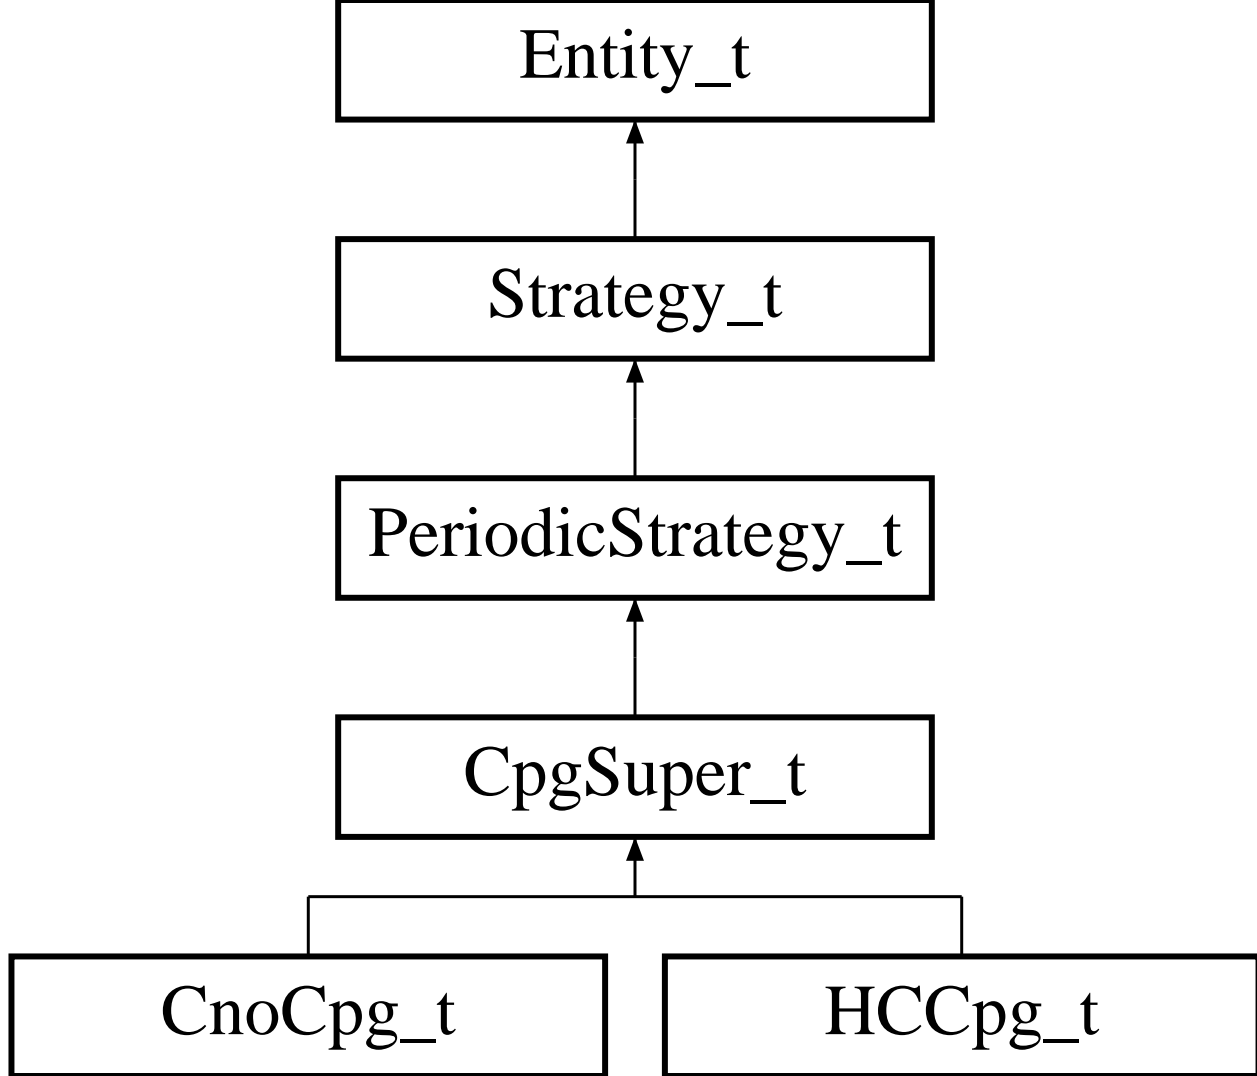 Entity_t
Strategy_t
PeriodicStrategy_t
CpgSuper_t
CnoCpg_t
HCCpg_t